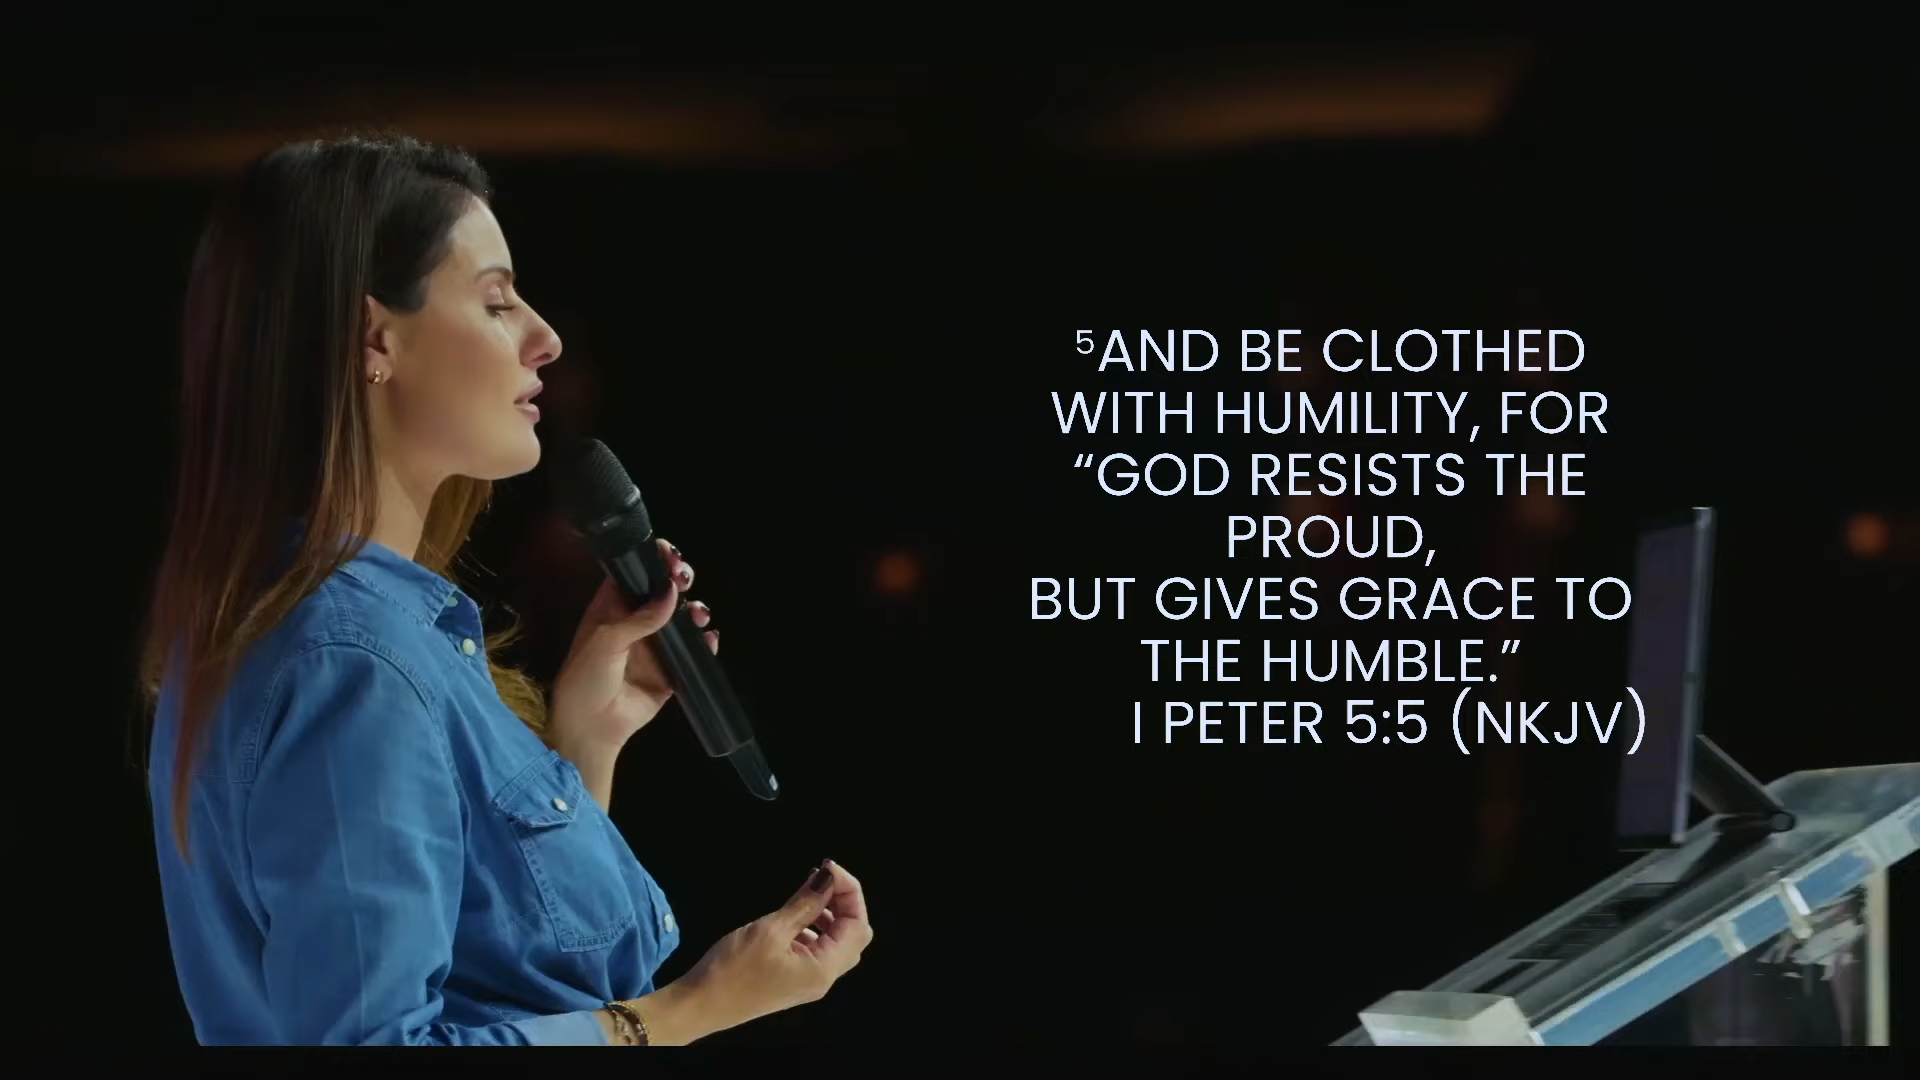 ⁵AND BE CLOTHED
WITH HUMILITY, FOR
“GOD RESISTS THE
PROUD,
BUT GIVES GRACE TO
THE HUMBLE.”
I PETER 5:5 (NKJV)